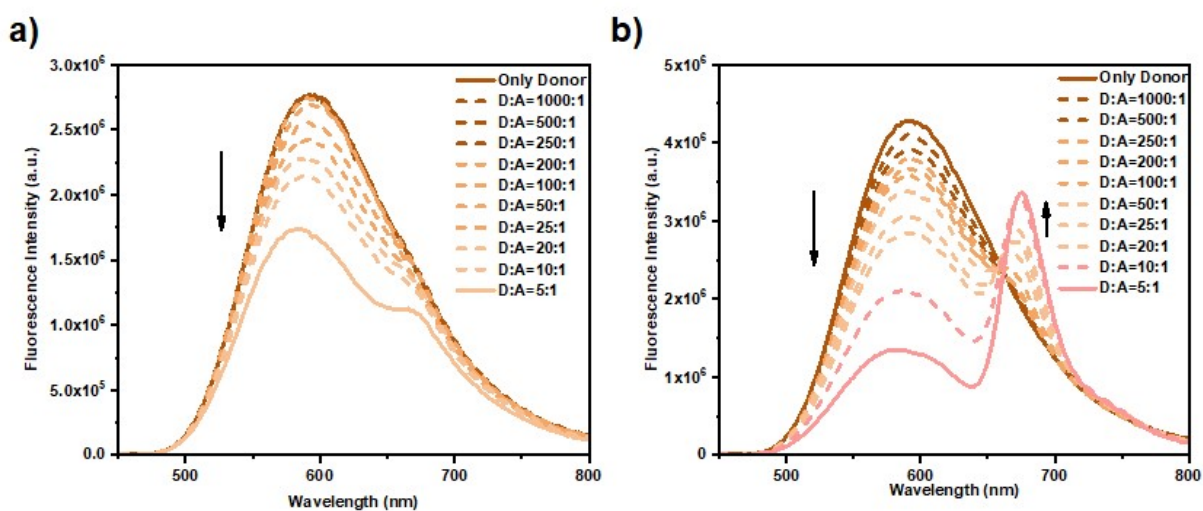 a)
3.0x10⁶
2.5x10⁶
2.0x10⁶
1.5x10⁶
1.0x10⁶
5.0x10⁵
0.0
Fluorescence Intensity (a.u.)
500
600
700
800
Wavelength (nm)
Only Donor
D:A=1000:1
D:A=500:1
D:A=250:1
D:A=200:1
D:A=100:1
D:A=50:1
D:A=25:1
D:A=20:1
D:A=10:1
D:A=5:1
b)
5x10⁶
4x10⁶
3x10⁶
2x10⁶
1x10⁶
0
Fluorescence Intensity (a.u.)
500
600
700
800
Wavelength (nm)
Only Donor
D:A=1000:1
D:A=500:1
D:A=250:1
D:A=200:1
D:A=100:1
D:A=50:1
D:A=25:1
D:A=20:1
D:A=10:1
D:A=5:1